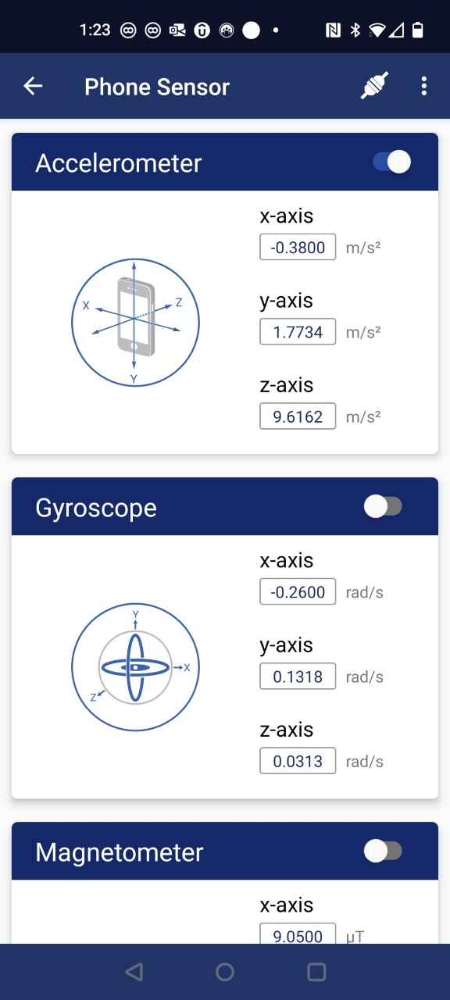 1:23
Phone Sensor
Accelerometer
x-axis
-0.3800 m/s²
X Z
y-axis
1.7734 m/s²
Y
z-axis
9.6162 m/s²
Gyroscope
x-axis
-0.2600 rad/s
Y
y-axis
X
0.1318 rad/s
Z
z-axis
0.0313 rad/s
Magnetometer
x-axis
9.0500 µT